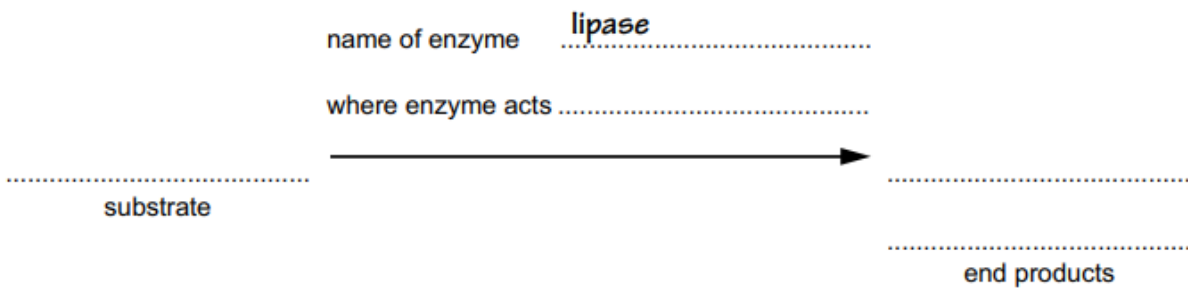 name of enzyme lipase
where enzyme acts
substrate
end products